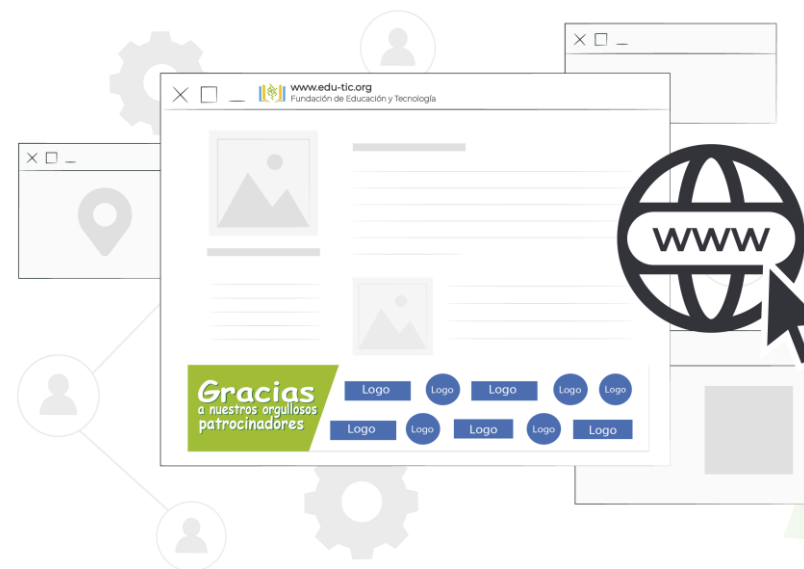 www.edu-tic.org
Fundación de Educación y Tecnología
WWW
Gracias
a nuestros orgullosos
patrocinadores
Logo Logo Logo Logo Logo
Logo Logo Logo Logo Logo